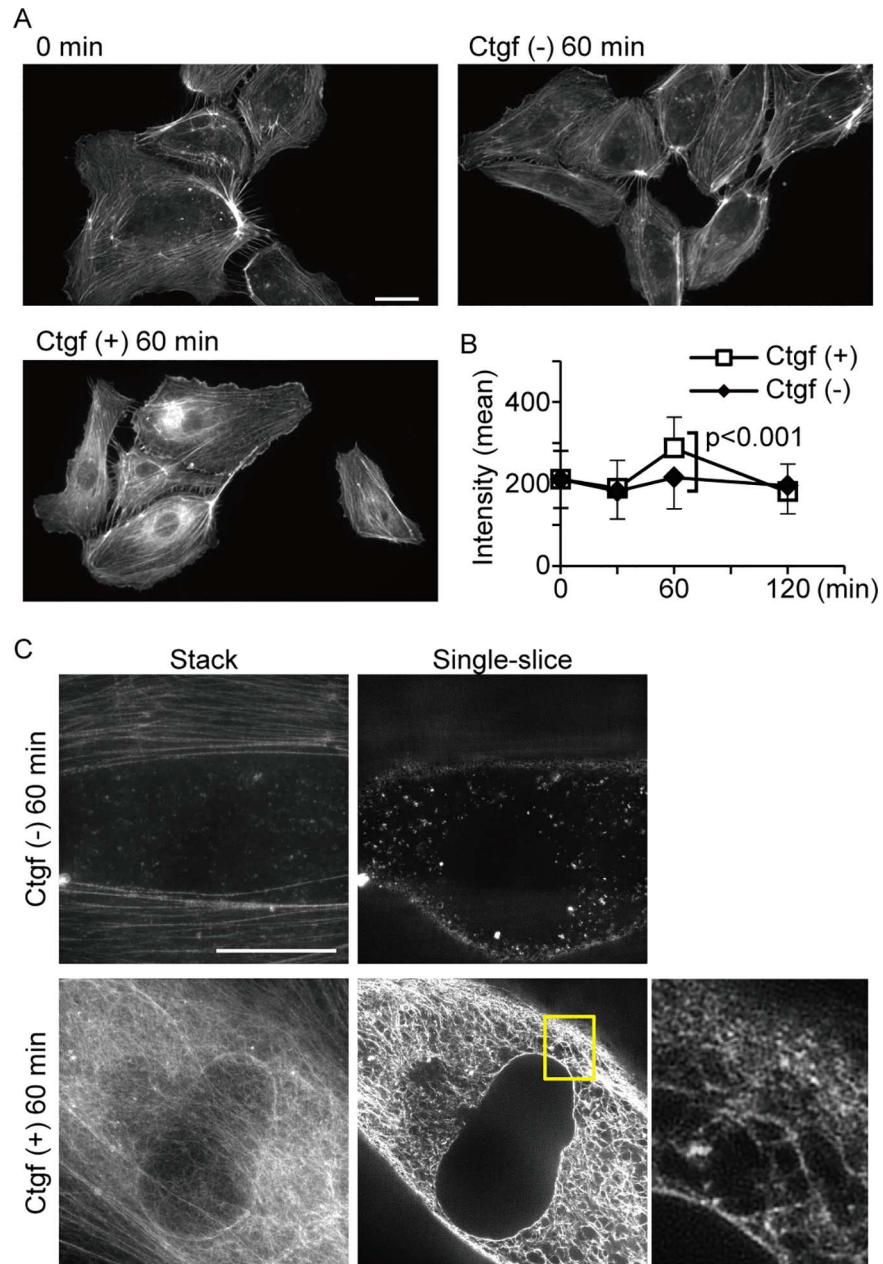 A
0 min
Ctgf (-) 60 min
Ctgf (+) 60 min
B
Ctgf (+)
Ctgf (-)
Intensity (mean)
400
200
0
p<0.001
0
60
120 (min)
C
Stack
Single-slice
Ctgf (-) 60 min
Ctgf (+) 60 min